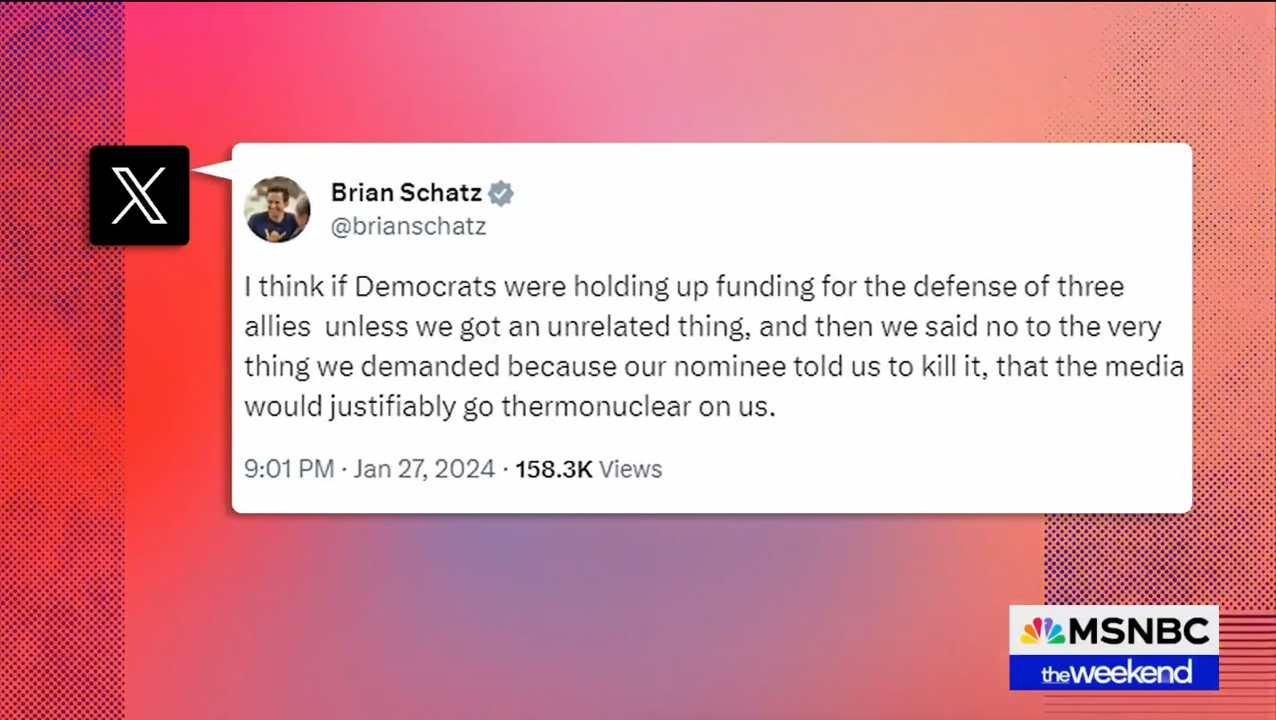 X
Brian Schatz
@brianschatz
I think if Democrats were holding up funding for the defense of three
allies  unless we got an unrelated thing, and then we said no to the very
thing we demanded because our nominee told us to kill it, that the media
would justifiably go thermonuclear on us.
9:01 PM · Jan 27, 2024 · 158.3K Views
MSNBC
theweekend